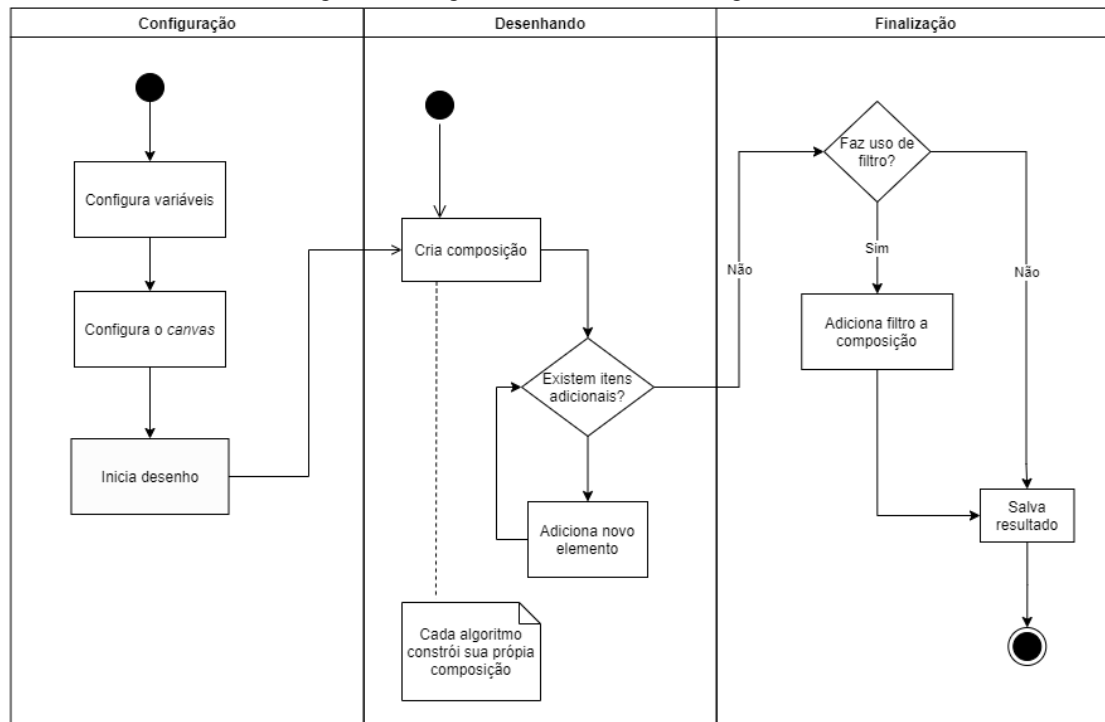 Configuração
Desenhando
Finalização
Configura variáveis
Configura o canvas
Inicia desenho
Cria composição
Existem itens
adicionais?
Adiciona novo
elemento
Cada algoritmo
constrói sua própia
composição
Não
Faz uso de
filtro?
Sim
Não
Adiciona filtro a
composição
Salva
resultado